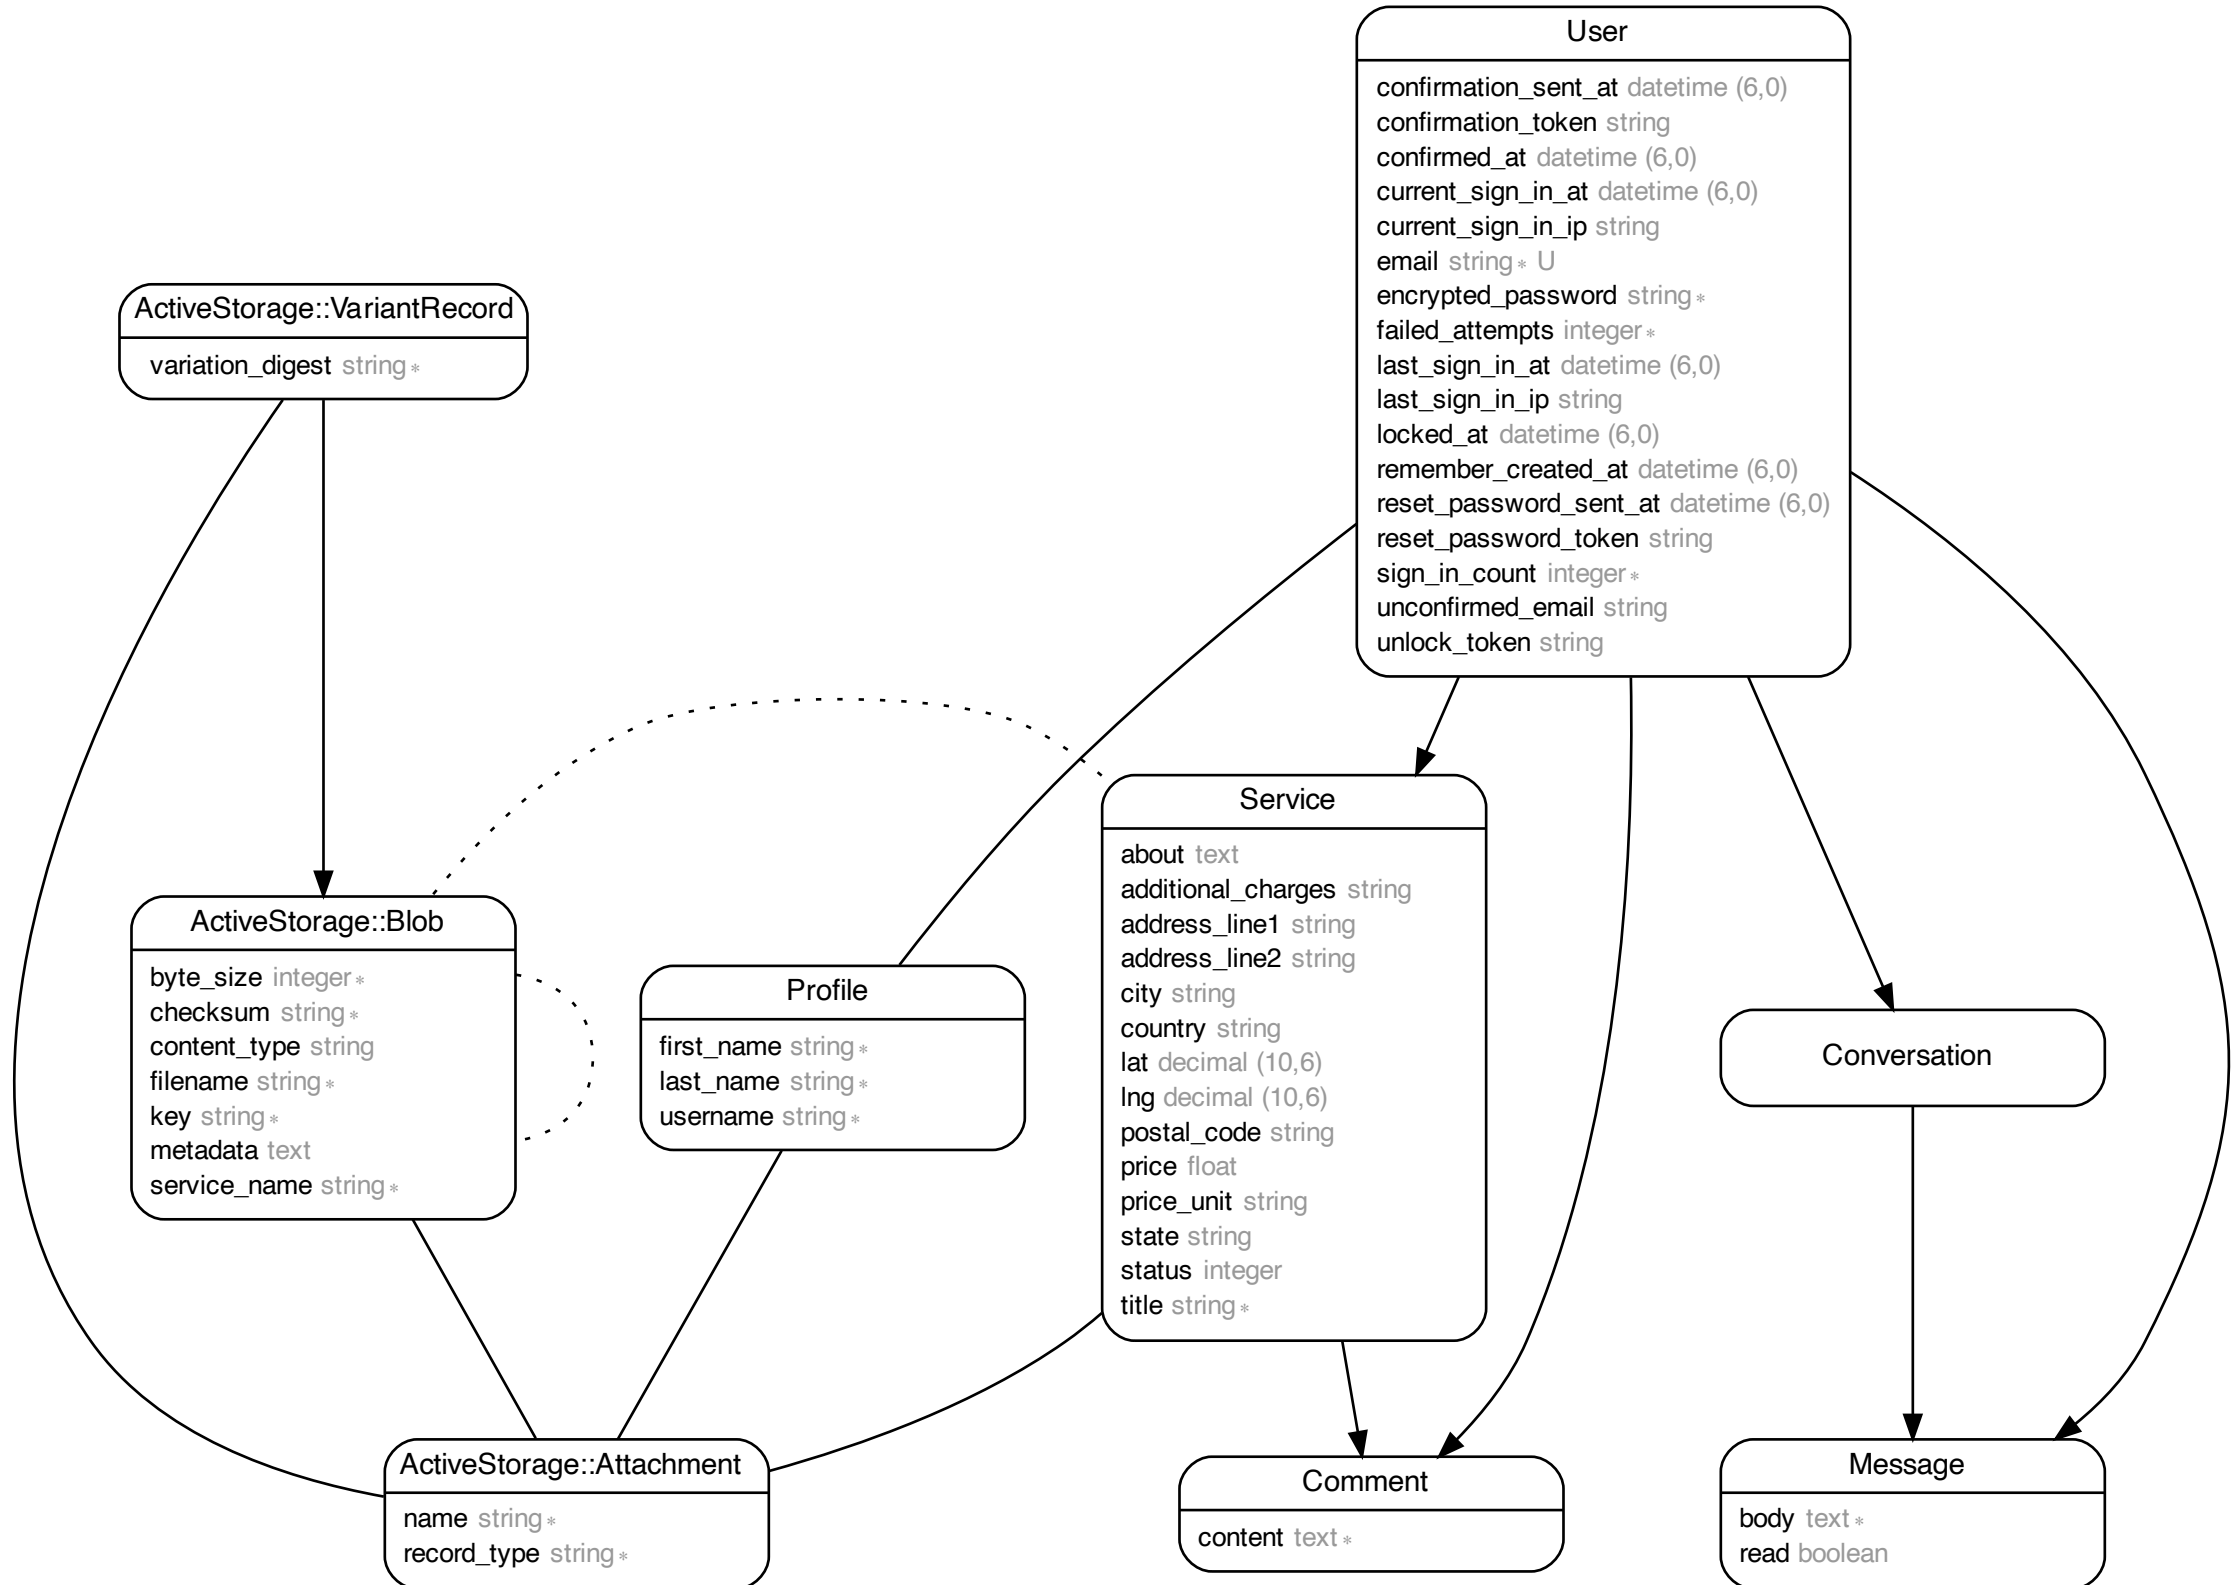 User
confirmation_sent_at datetime (6,0)
confirmation_token string
confirmed_at datetime (6,0)
current_sign_in_at datetime (6,0)
current_sign_in_ip string
email string* U
encrypted_password string*
failed_attempts integer*
last_sign_in_at datetime (6,0)
last_sign_in_ip string
locked_at datetime (6,0)
remember_created_at datetime (6,0)
reset_password_sent_at datetime (6,0)
reset_password_token string
sign_in_count integer*
unconfirmed_email string
unlock_token string
ActiveStorage::VariantRecord
variation_digest string*
ActiveStorage::Blob
byte_size integer*
checksum string*
content_type string
filename string*
key string*
metadata text
service_name string*
Profile
first_name string*
last_name string*
username string*
Service
about text
additional_charges string
address_line1 string
address_line2 string
city string
country string
lat decimal (10,6)
lng decimal (10,6)
postal_code string
price float
price_unit string
state string
status integer
title string*
Conversation
ActiveStorage::Attachment
name string*
record_type string*
Comment
content text*
Message
body text*
read boolean